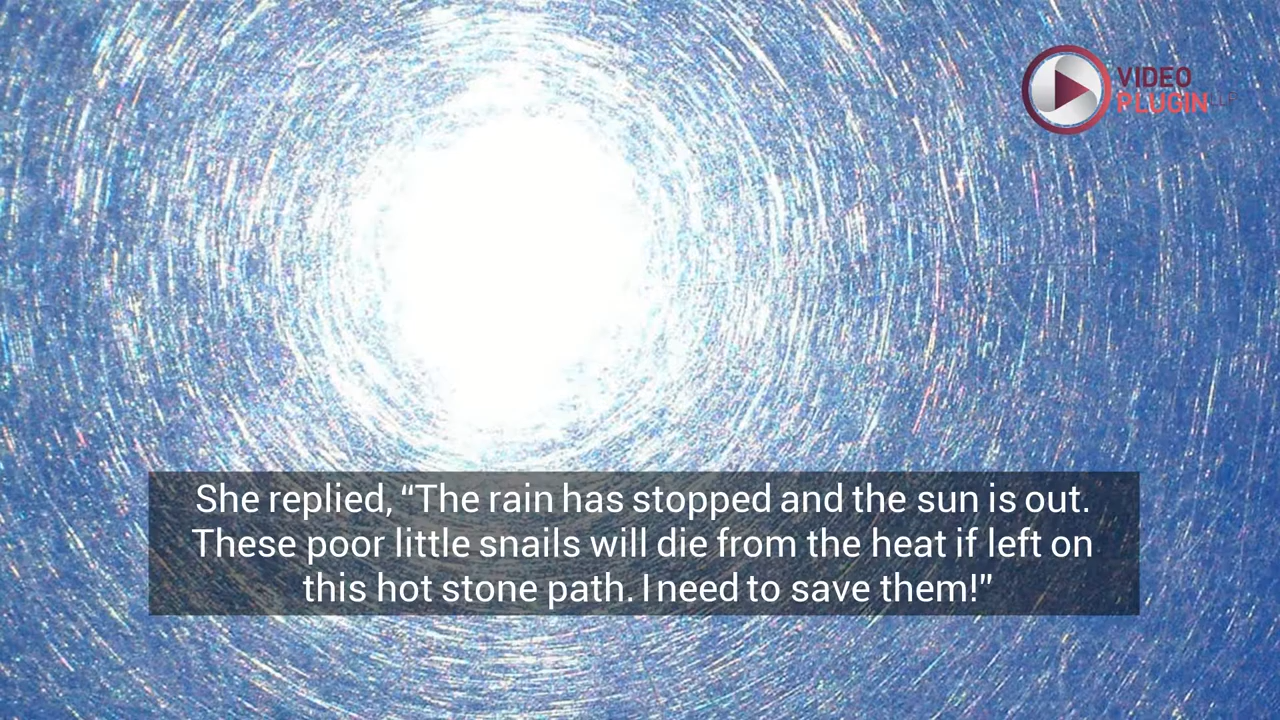 VIDEO
PLUGIN
She replied, “The rain has stopped and the sun is out.
These poor little snails will die from the heat if left on
this hot stone path. I need to save them!”